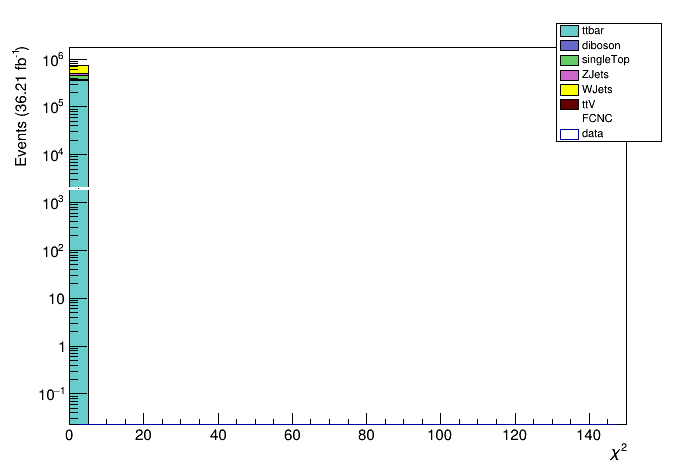 ttbar
diboson
singleTop
ZJets
WJets
ttV
FCNC
data
Events (36.21 fb⁻¹)
10⁶
10⁵
10⁴
10³
10²
10
1
10⁻¹
0 20 40 60 80 100 120 140
χ²